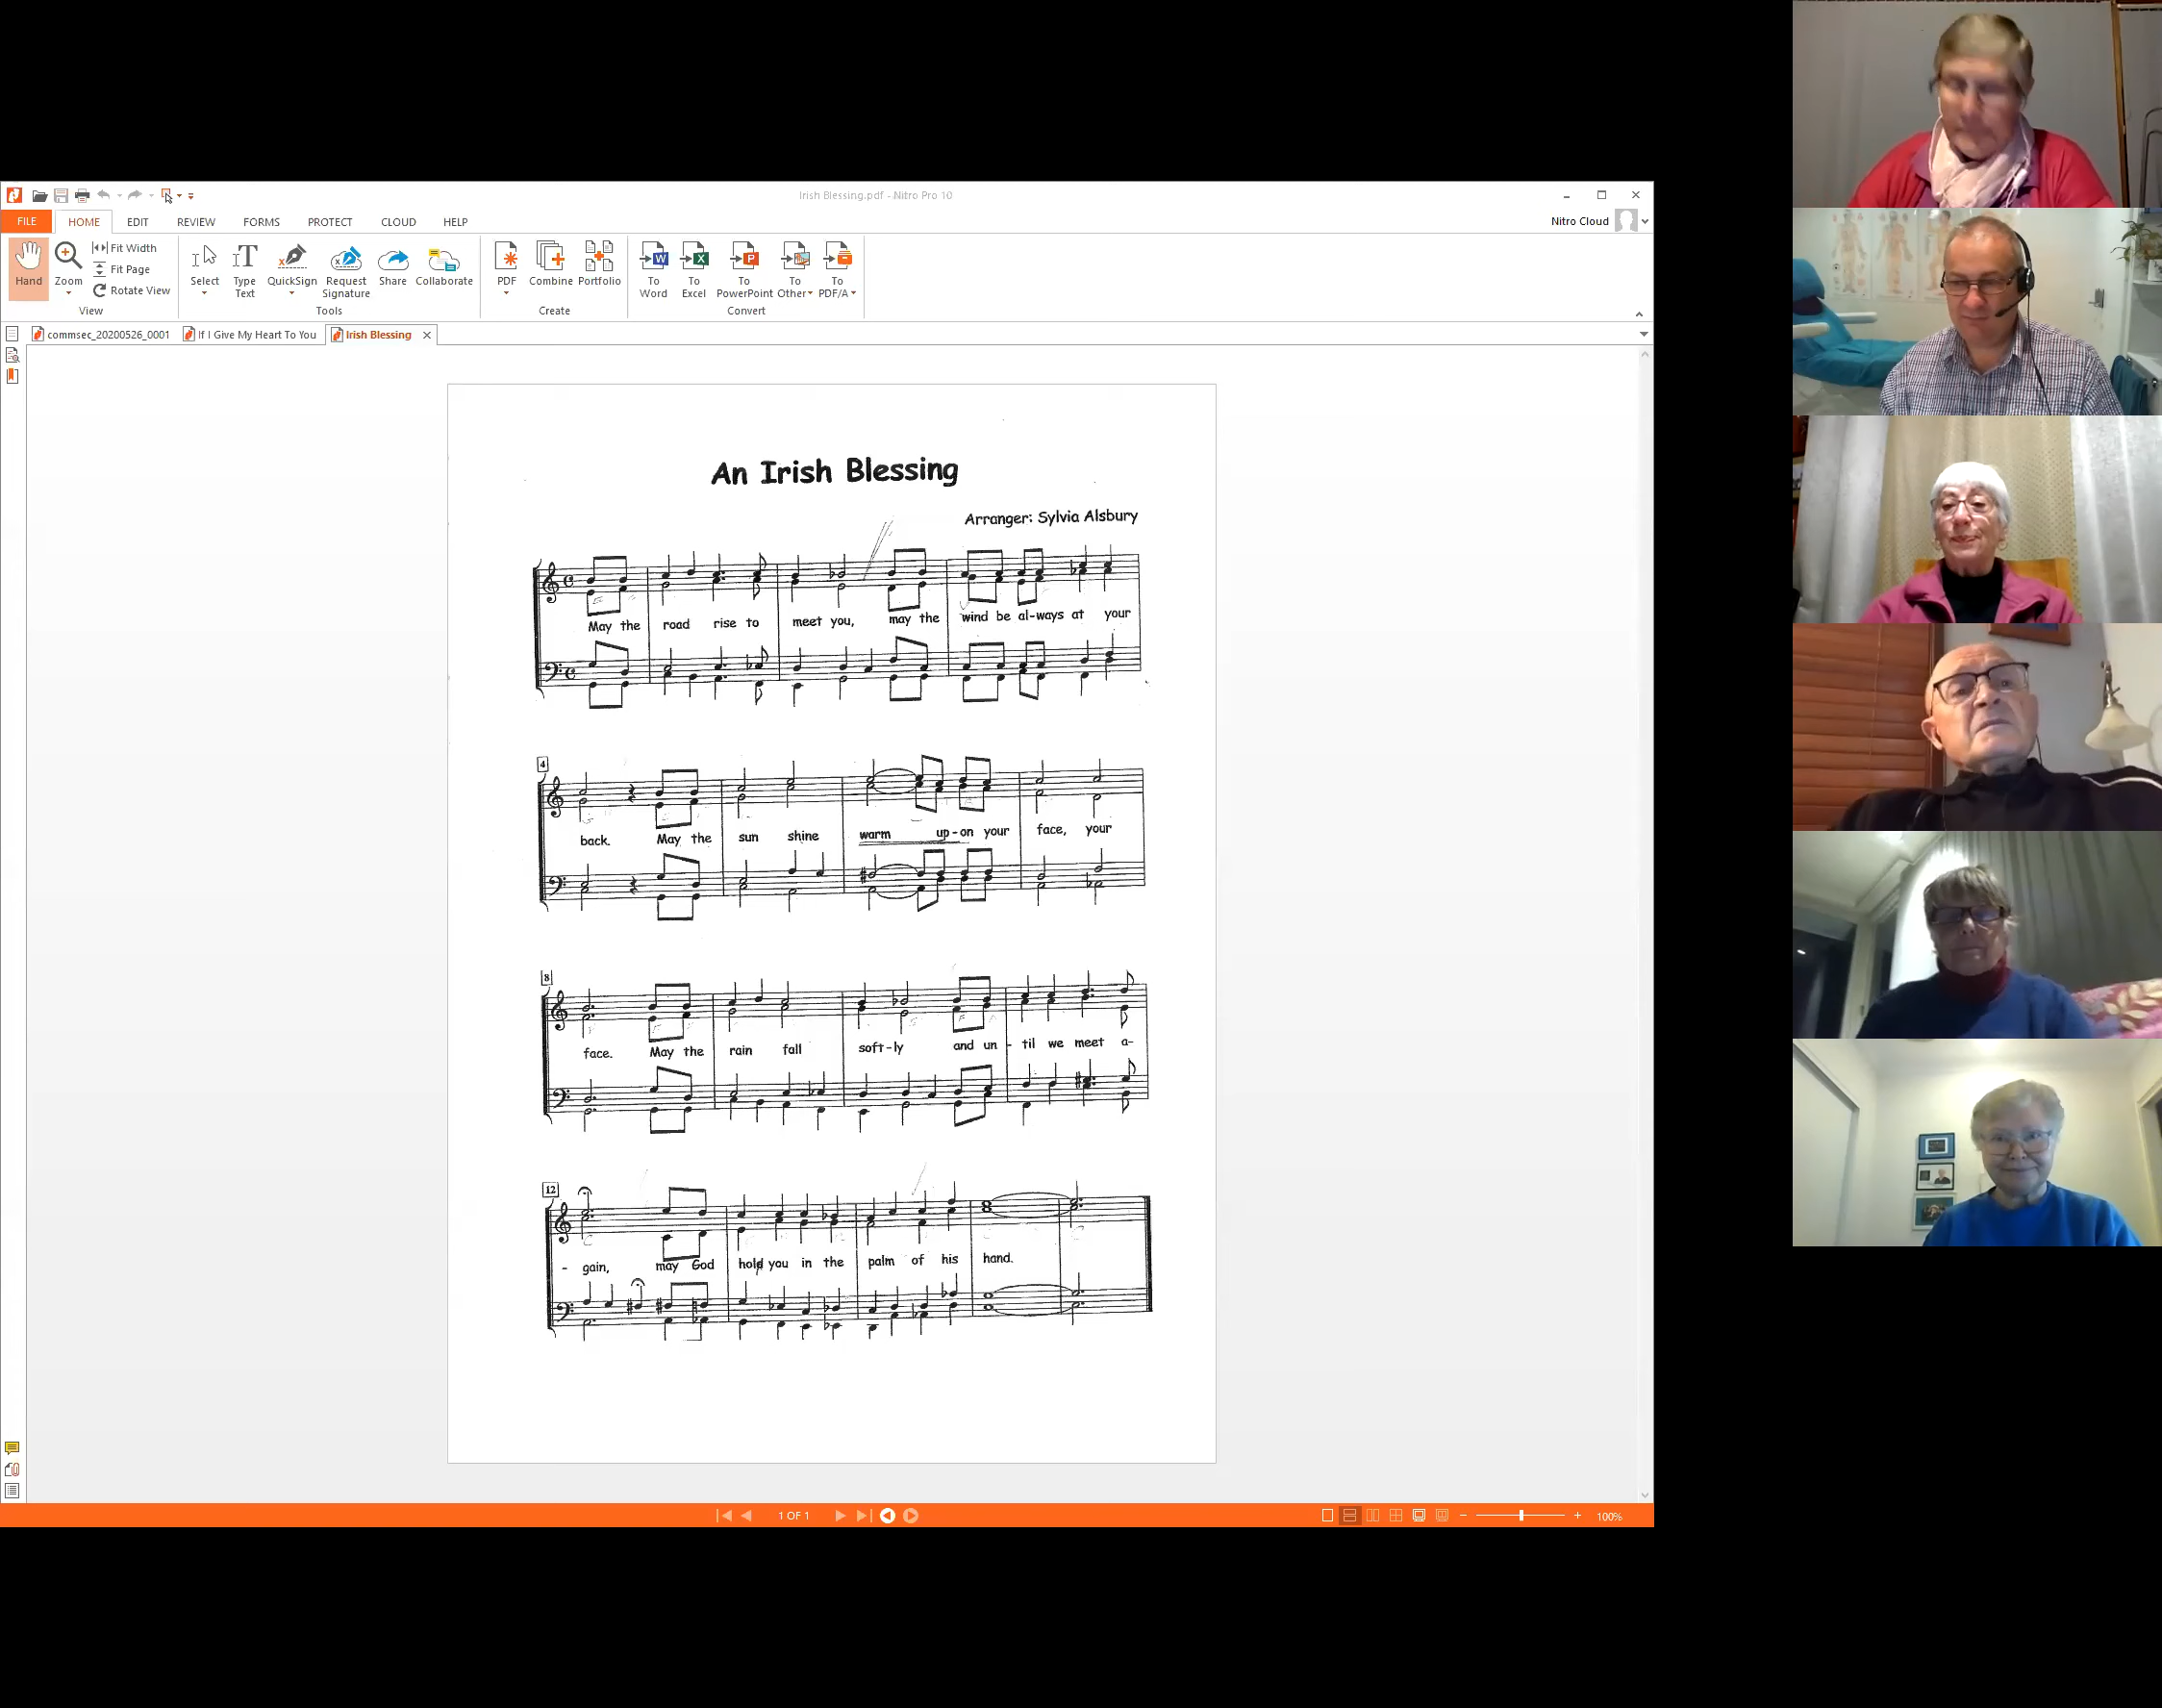 Irish Blessing.pdf - Nitro Pro 10
FILE HOME EDIT REVIEW FORMS PROTECT CLOUD HELP
Nitro Cloud
Hand
Zoom
Fit Width
Fit Page
Rotate View
View
Select
Type Text
QuickSign
Request Signature
Share
Collaborate
Tools
PDF
Combine
Portfolio
Create
To Word
To Excel
To PowerPoint
To Other
To PDF/A
Convert
commsec_20200526_0001
If I Give My Heart To You
Irish Blessing
An Irish Blessing
Arranger: Sylvia Alsbury
May the road rise to meet you, may the wind be al-ways at your
4
back. May the sun shine warm up-on your face, your
8
face. May the rain fall soft-ly and un - til we meet a-
12
- gain, may God hold you in the palm of his hand.
1 OF 1
100%